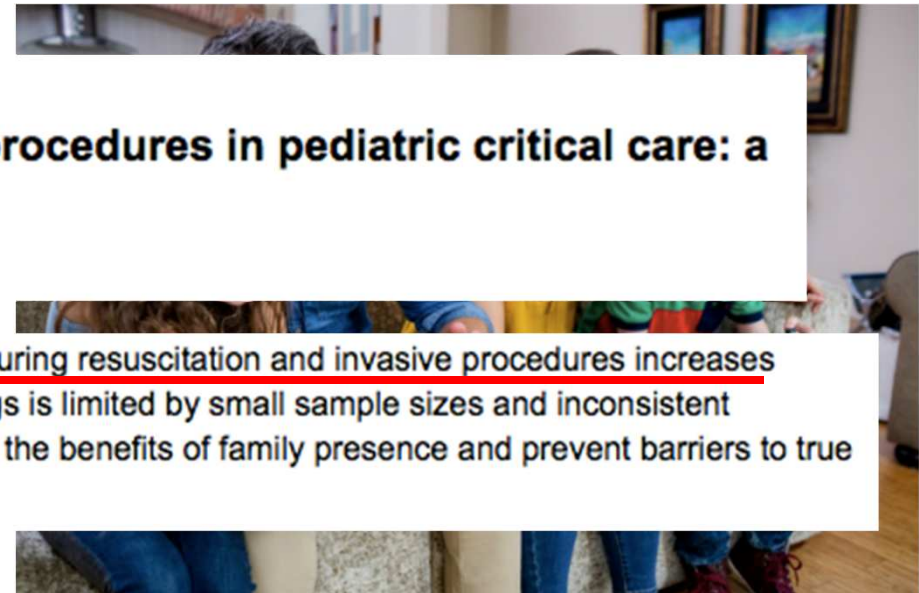 rocedures in pediatric critical care: a
uring resuscitation and invasive procedures increases
gs is limited by small sample sizes and inconsistent
the benefits of family presence and prevent barriers to true